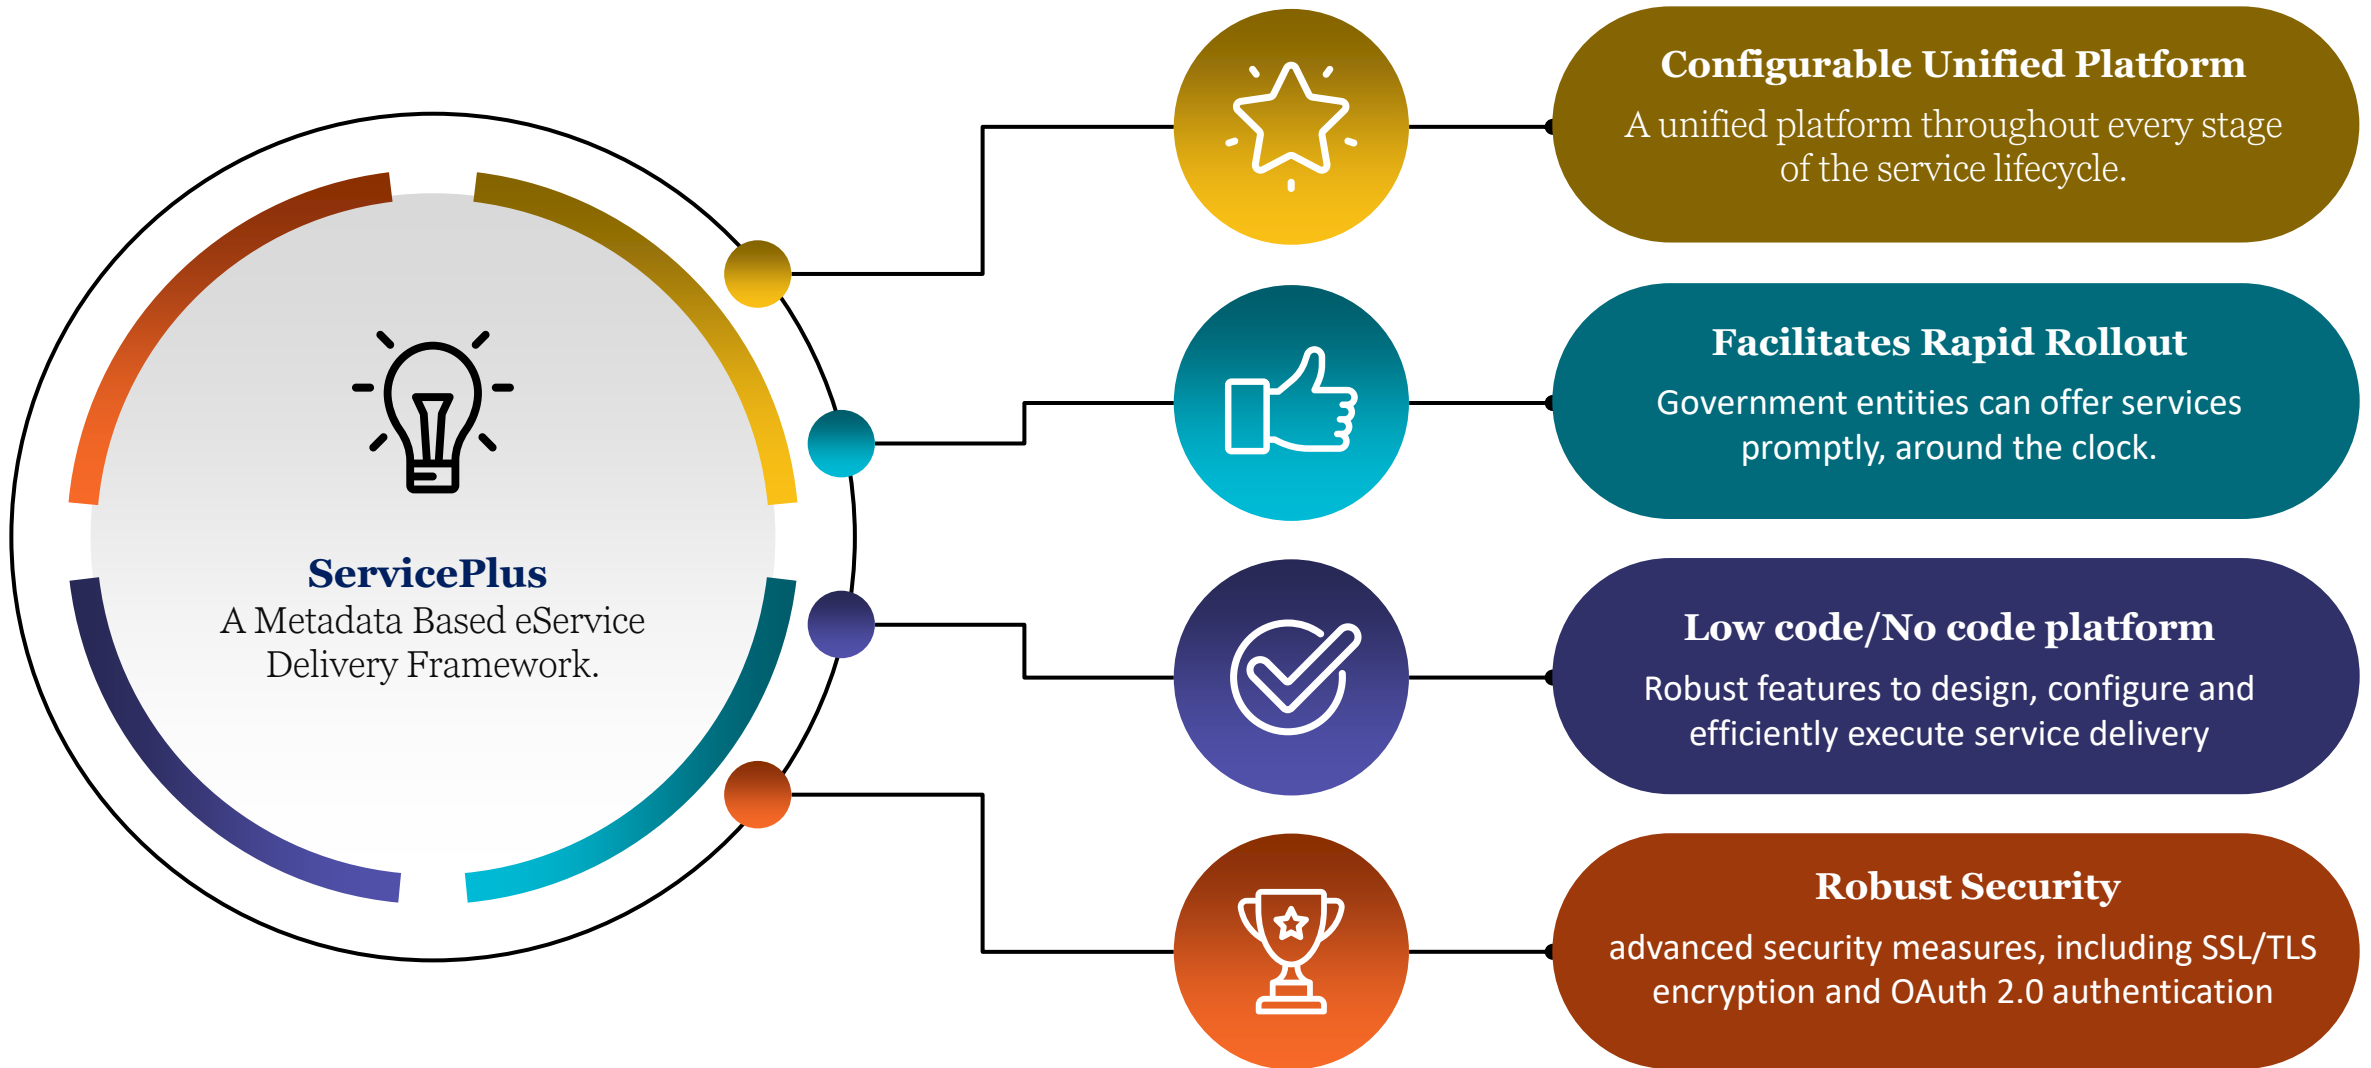 ServicePlus
A Metadata Based eService
Delivery Framework.
Configurable Unified Platform
A unified platform throughout every stage
of the service lifecycle.
Facilitates Rapid Rollout
Government entities can offer services
promptly, around the clock.
Low code/No code platform
Robust features to design, configure and
efficiently execute service delivery
Robust Security
advanced security measures, including SSL/TLS
encryption and OAuth 2.0 authentication